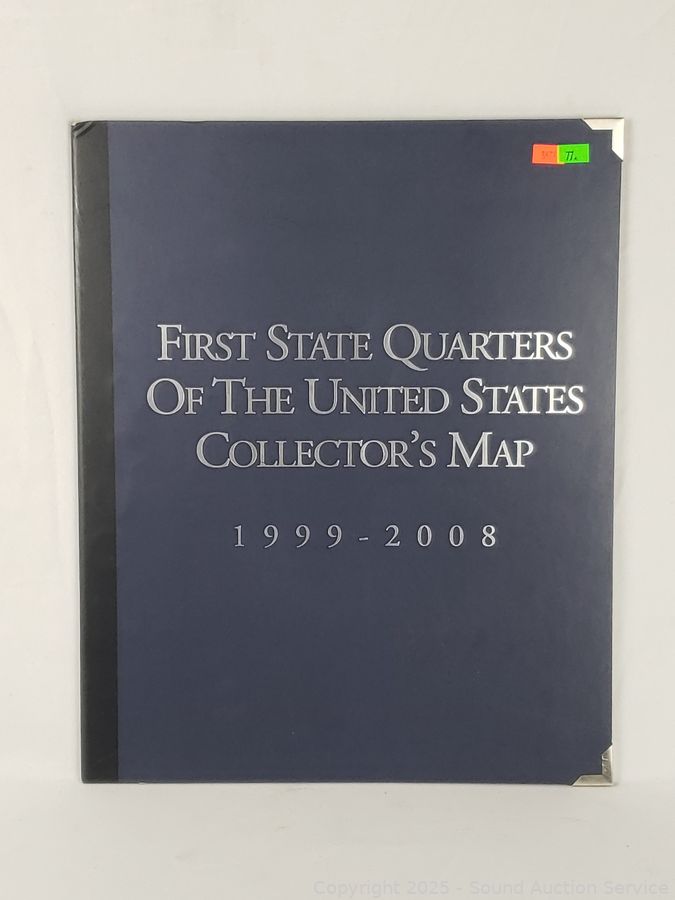 FIRST STATE QUARTERS
OF THE UNITED STATES
COLLECTOR'S MAP
1999-2008
Copyright 2025 - Sound Auction Service